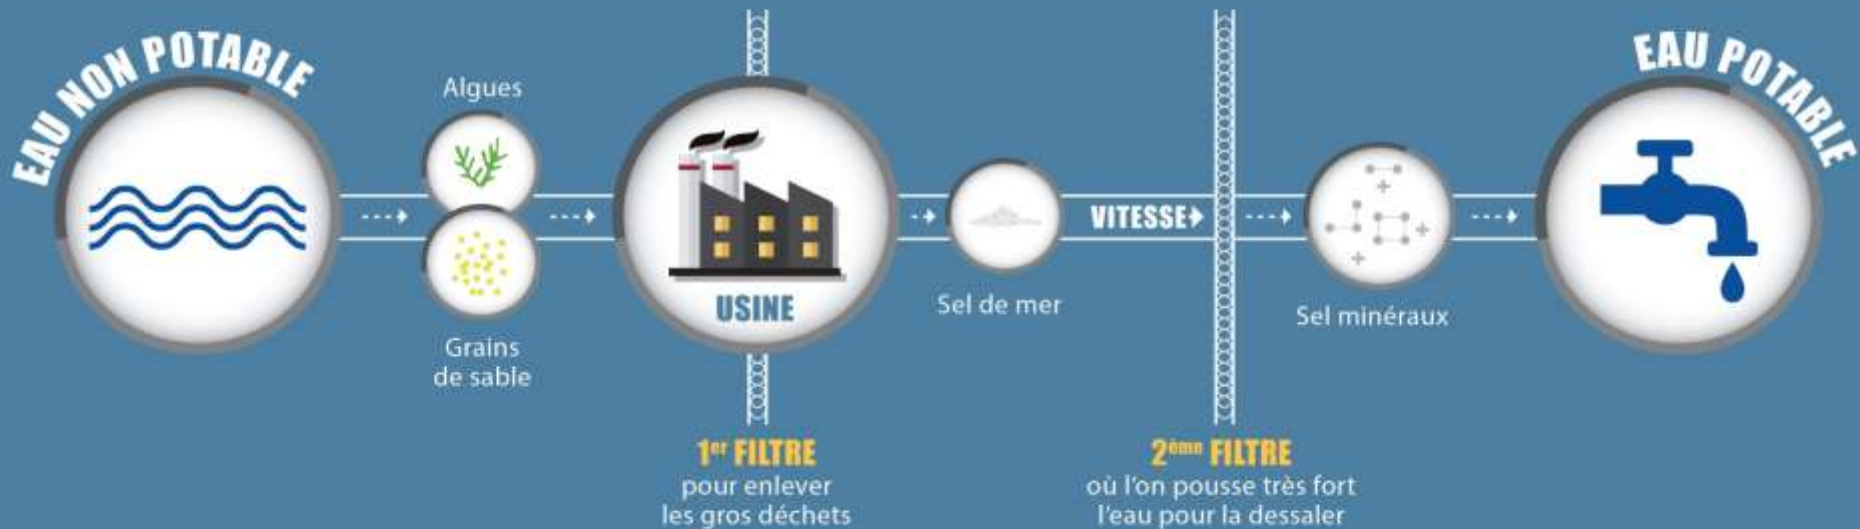 EAU NON POTABLE
Algues
Grains
de sable
USINE
1er FILTRE
pour enlever
les gros déchets
Sel de mer
VITESSE
2ème FILTRE
où l'on pousse très fort
l'eau pour la dessaler
Sel minéraux
EAU POTABLE